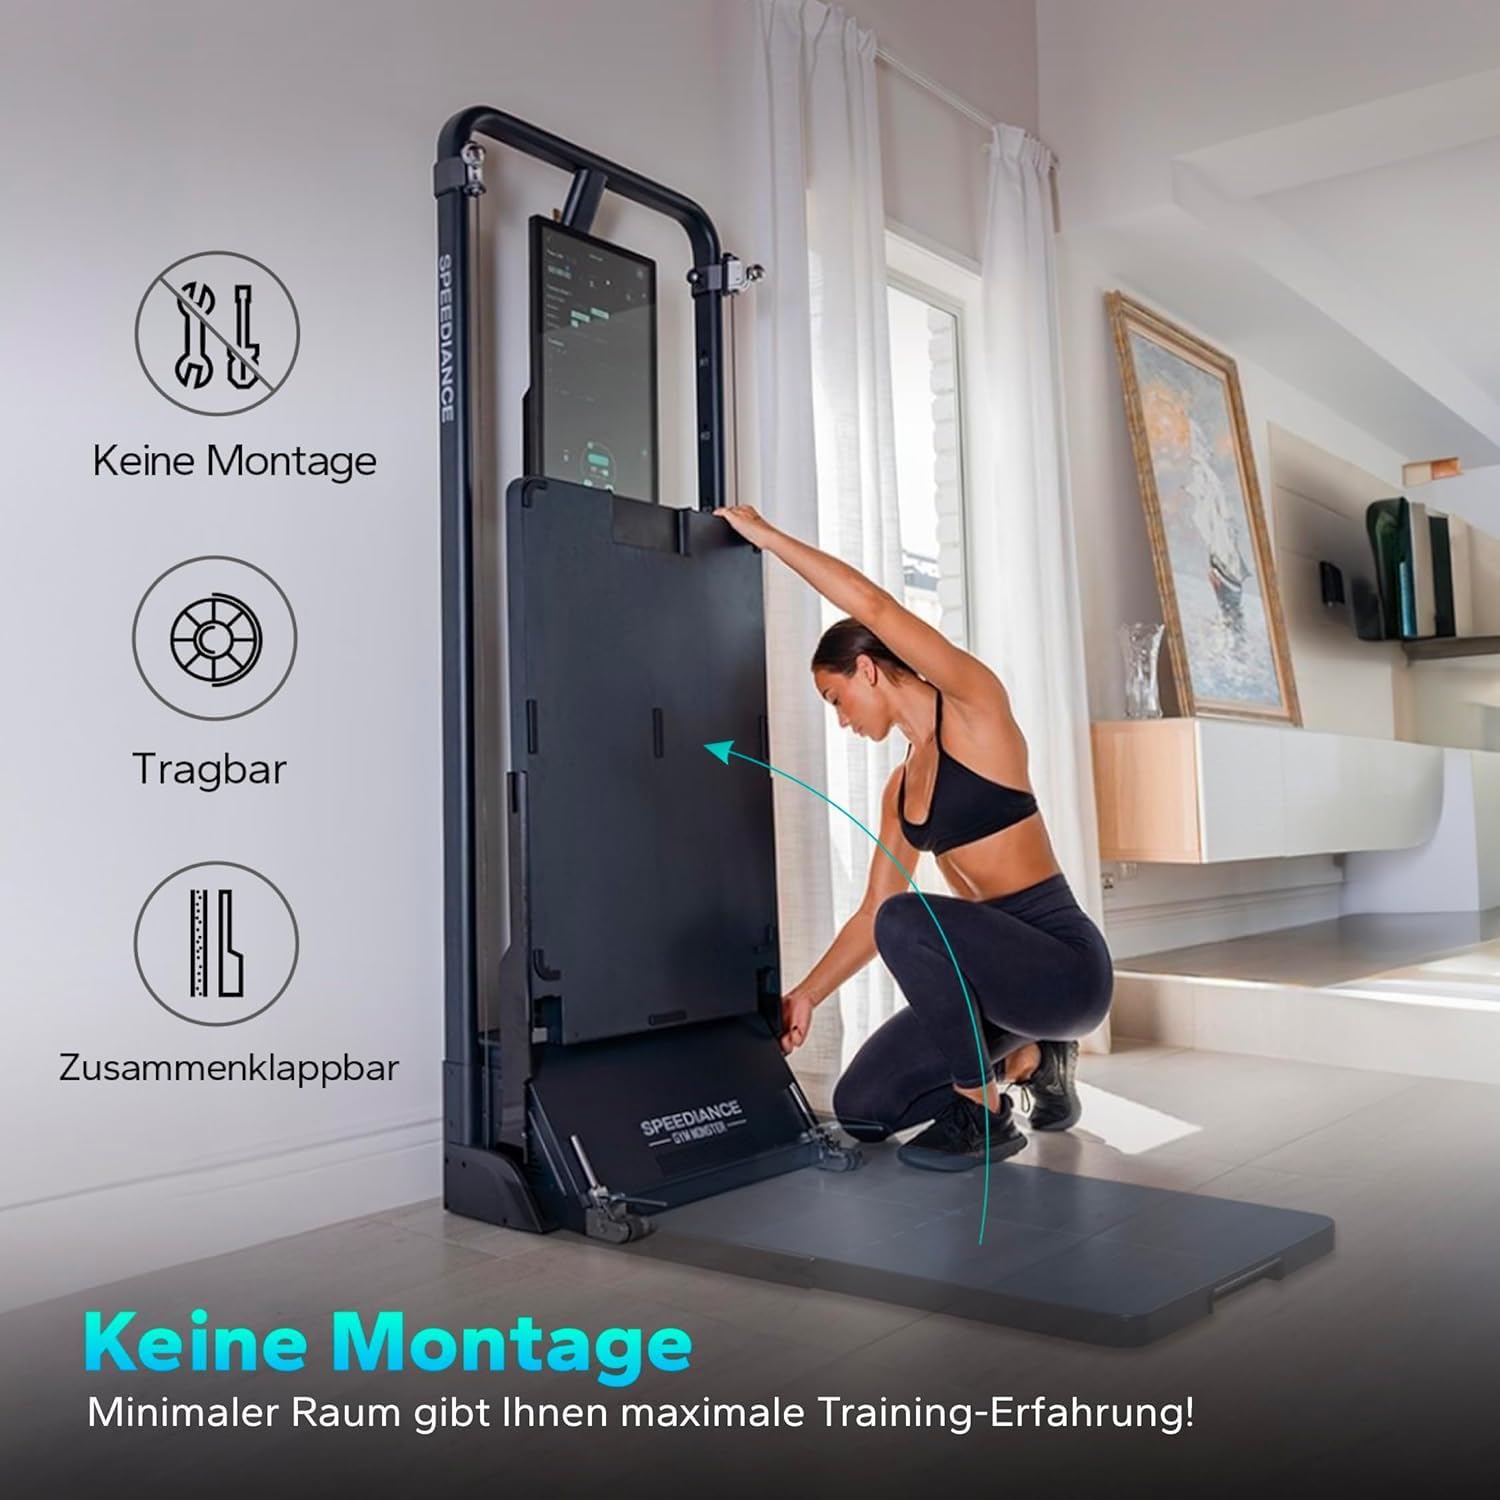 SPEEDIANCE
Keine Montage
Tragbar
Zusammenklappbar
SPEEDIANCE
GYM MONSTER
Keine Montage
Minimaler Raum gibt Ihnen maximale Training-Erfahrung!